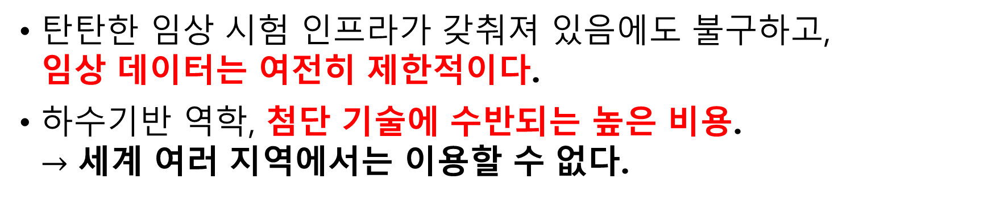 • 탄탄한 임상 시험 인프라가 갖춰져 있음에도 불구하고,
임상 데이터는 여전히 제한적이다.
• 하수기반 역학, 첨단 기술에 수반되는 높은 비용.
→ 세계 여러 지역에서는 이용할 수 없다.